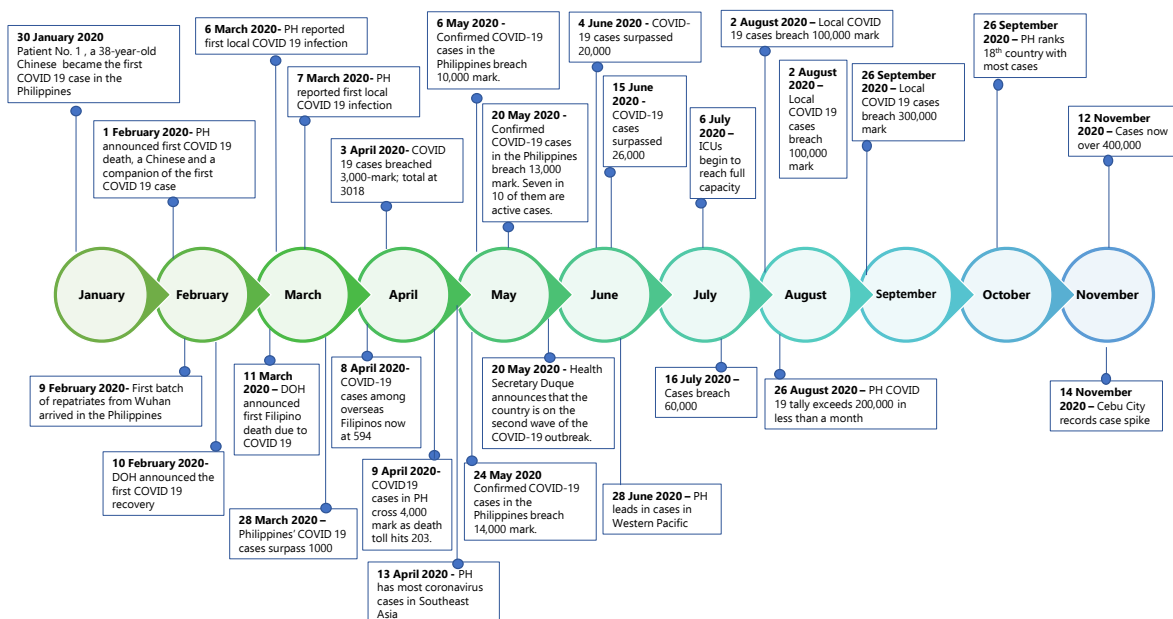 30 January 2020
Patient No. 1 , a 38-year-old
Chinese became the first
COVID 19 case in the
Philippines
1 February 2020- PH
announced first COVID 19
death, a Chinese and a
companion of the first
COVID 19 case
6 March 2020- PH reported
first local COVID 19 infection
7 March 2020- PH
reported first local
COVID 19 infection
3 April 2020- COVID
19 cases breached
3,000-mark; total at
3018
6 May 2020 -
Confirmed COVID-19
cases in the
Philippines breach
10,000 mark.
20 May 2020 -
Confirmed
COVID-19 cases
in the Philippines
breach 13,000
mark. Seven in
10 of them are
active cases.
4 June 2020 - COVID-
19 cases surpassed
20,000
15 June
2020 -
COVID-19
cases
surpassed
26,000
6 July
2020 –
ICUs
begin to
reach full
capacity
2 August 2020 - Local COVID
19 cases breach 100,000 mark
2 August
2020 –
Local
COVID 19
cases
breach
100,000
mark
26 September
2020 – Local
COVID 19 cases
breach 300,000
mark
26 September
2020 – PH ranks
18th country with
most cases
12 November
2020 – Cases now
over 400,000
January
February
March
April
May
June
July
August
September
October
November
9 February 2020- First batch
of repatriates from Wuhan
arrived in the Philippines
10 February 2020-
DOH announced the
first COVID 19
recovery
11 March
2020 – DOH
announced
first Filipino
death due to
COVID 19
28 March 2020 –
Philippines’ COVID 19
cases surpass 1000
8 April 2020-
COVID-19
cases among
overseas
Filipinos now
at 594
9 April 2020-
COVID19
cases in PH
cross 4,000
mark as death
toll hits 203.
13 April 2020 - PH
has most coronavirus
cases in Southeast
Asia
20 May 2020 - Health
Secretary Duque
announces that the
country is on the
second wave of the
COVID-19 outbreak.
24 May 2020
Confirmed COVID-19
cases in the
Philippines breach
14,000 mark.
28 June 2020 – PH
leads in cases in
Western Pacific
16 July 2020 –
Cases breach
60,000
26 August 2020 – PH COVID
19 tally exceeds 200,000 in
less than a month
14 November
2020 – Cebu City
records case spike